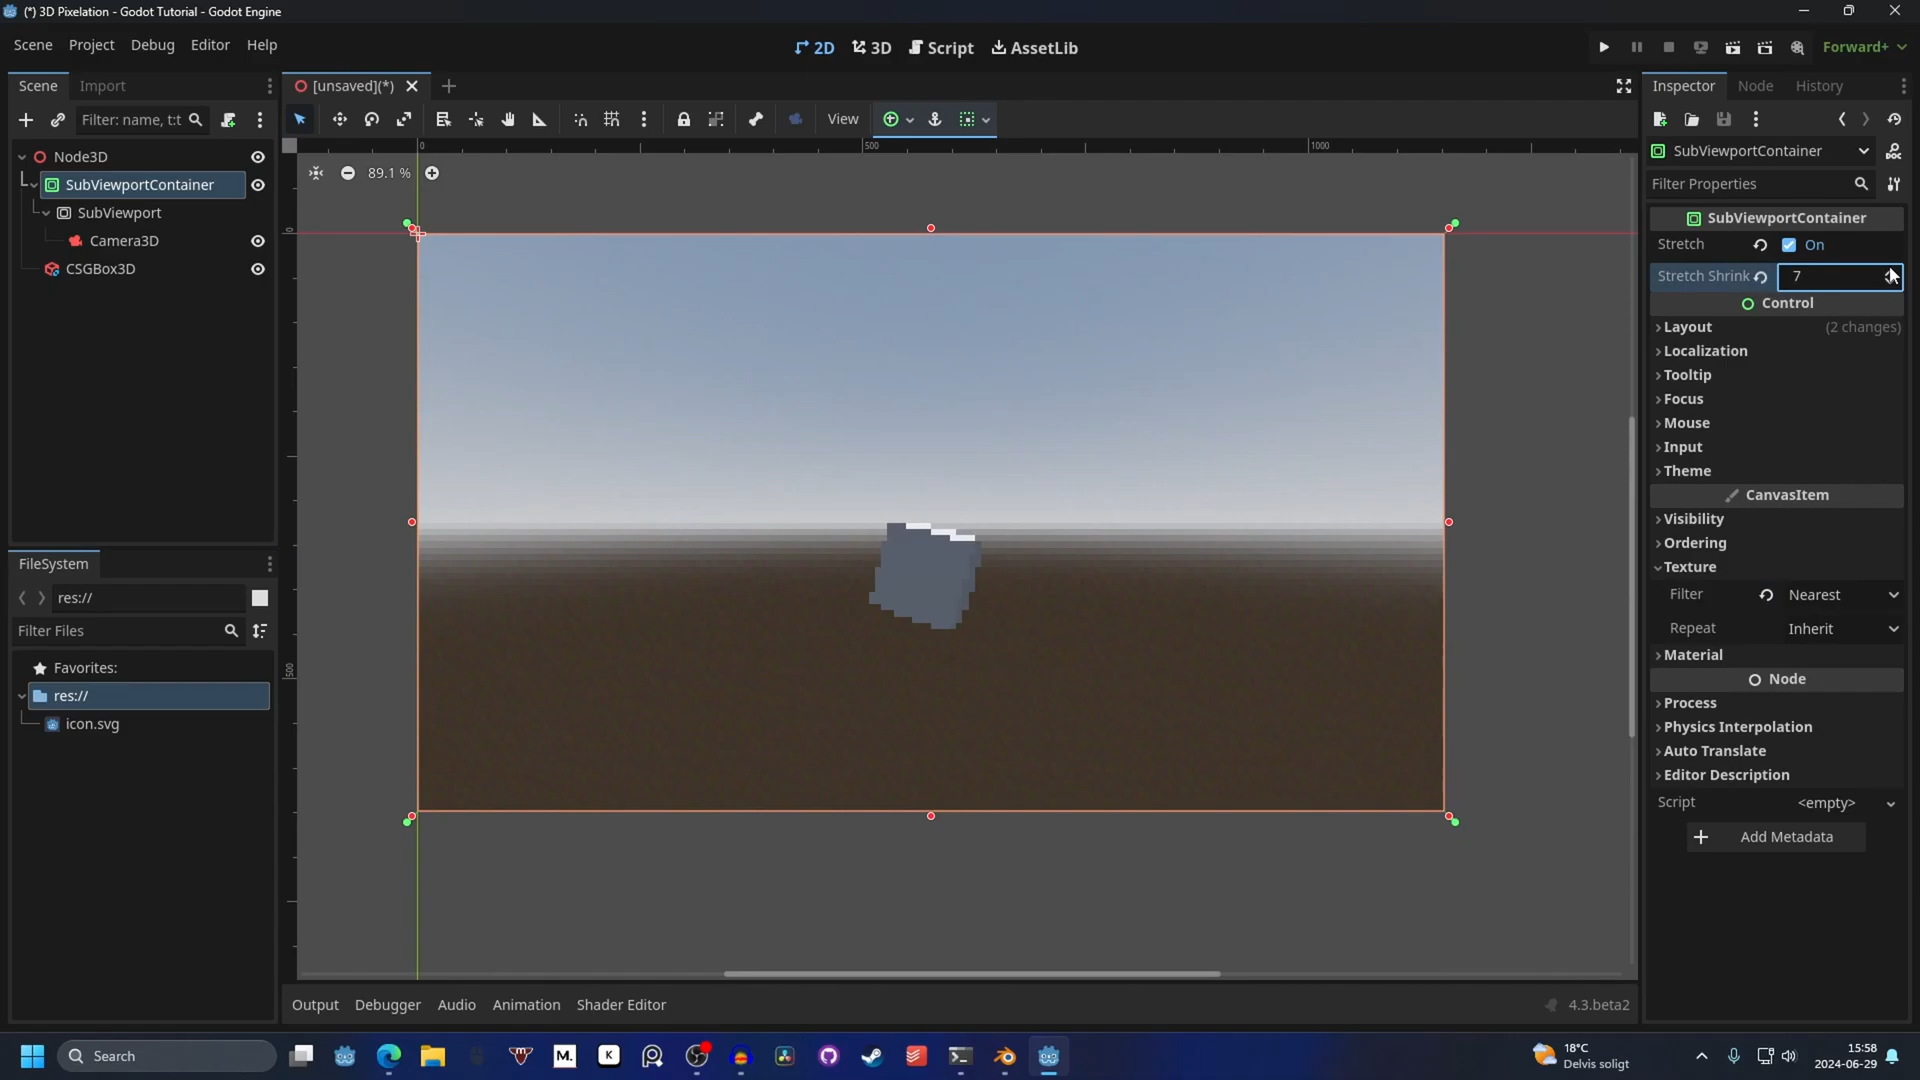 (*) 3D Pixelation - Godot Tutorial - Godot Engine
Scene Project Debug Editor Help
2D 3D Script AssetLib
Forward+
Scene Import
[unsaved](*)
Inspector Node History
Filter: name, t:t
View
0 500 1000
Node3D
SubViewportContainer
SubViewport
Camera3D
CSGBox3D
89.1 %
0
500
SubViewportContainer
Filter Properties
SubViewportContainer
Stretch On
Stretch Shrink 7
Control
Layout (2 changes)
Localization
Tooltip
Focus
Mouse
Input
Theme
CanvasItem
Visibility
Ordering
Texture
Filter Nearest
Repeat Inherit
Material
Node
Process
Physics Interpolation
Auto Translate
Editor Description
Script <empty>
Add Metadata
FileSystem
res://
Filter Files
Favorites:
res://
icon.svg
Output Debugger Audio Animation Shader Editor
4.3.beta2
Search
M.
K
18°C
Delvis soligt
15:58
2024-06-29